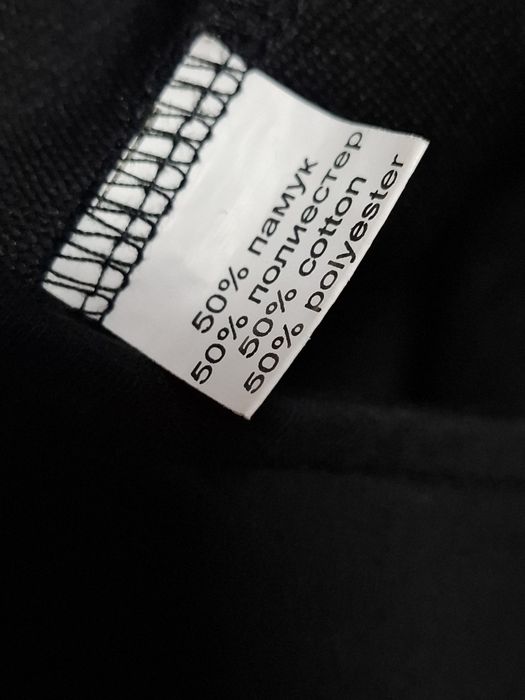 50% памук
50% полиестер
50% cotton
50% polyester